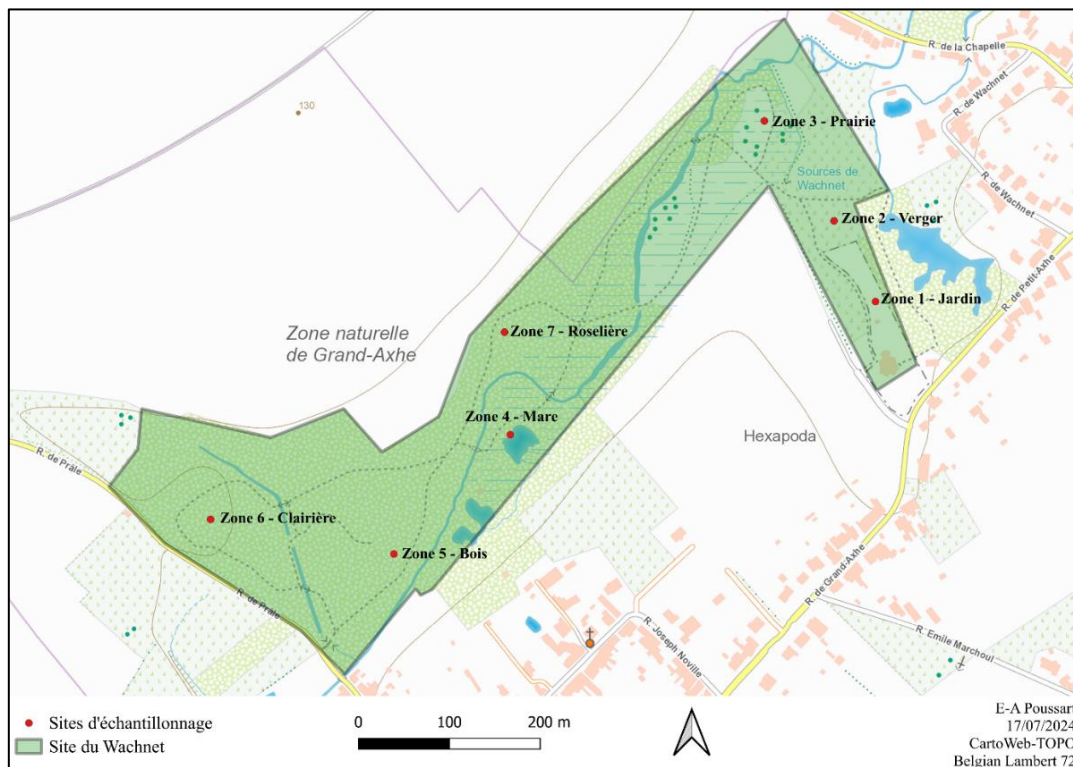 R. de la Chapelle
130
R. de Wachnet
Zone 3 - Prairie
Sources de
Wachnet
R. de Wachnet
Zone 2 - Verger
R. de Petit-Axhe
Zone 1 - Jardin
Zone naturelle
de Grand-Axhe
Zone 7 - Roselière
Zone 4 - Mare
Hexapoda
R. de Prâle
Zone 6 - Clairière
Zone 5 - Bois
R. de Grand-Axhe
R. de Prâle
R. Joseph Noville
R. Emile Marchoul
Sites d'échantillonnage
Site du Wachnet
0 100 200 m
E-A Poussart
17/07/2024
CartoWeb-TOPO
Belgian Lambert 72